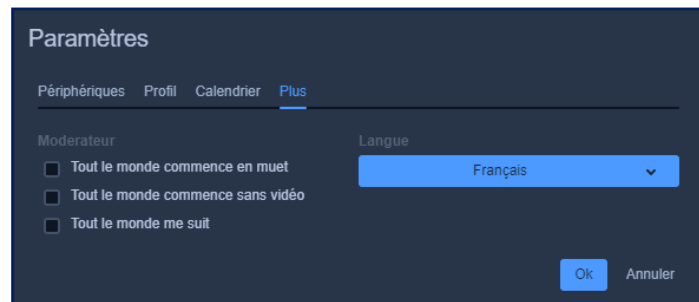 Paramètres
Périphériques Profil Calendrier Plus
Moderateur
Tout le monde commence en muet
Tout le monde commence sans vidéo
Tout le monde me suit
Langue
Français
Ok Annuler